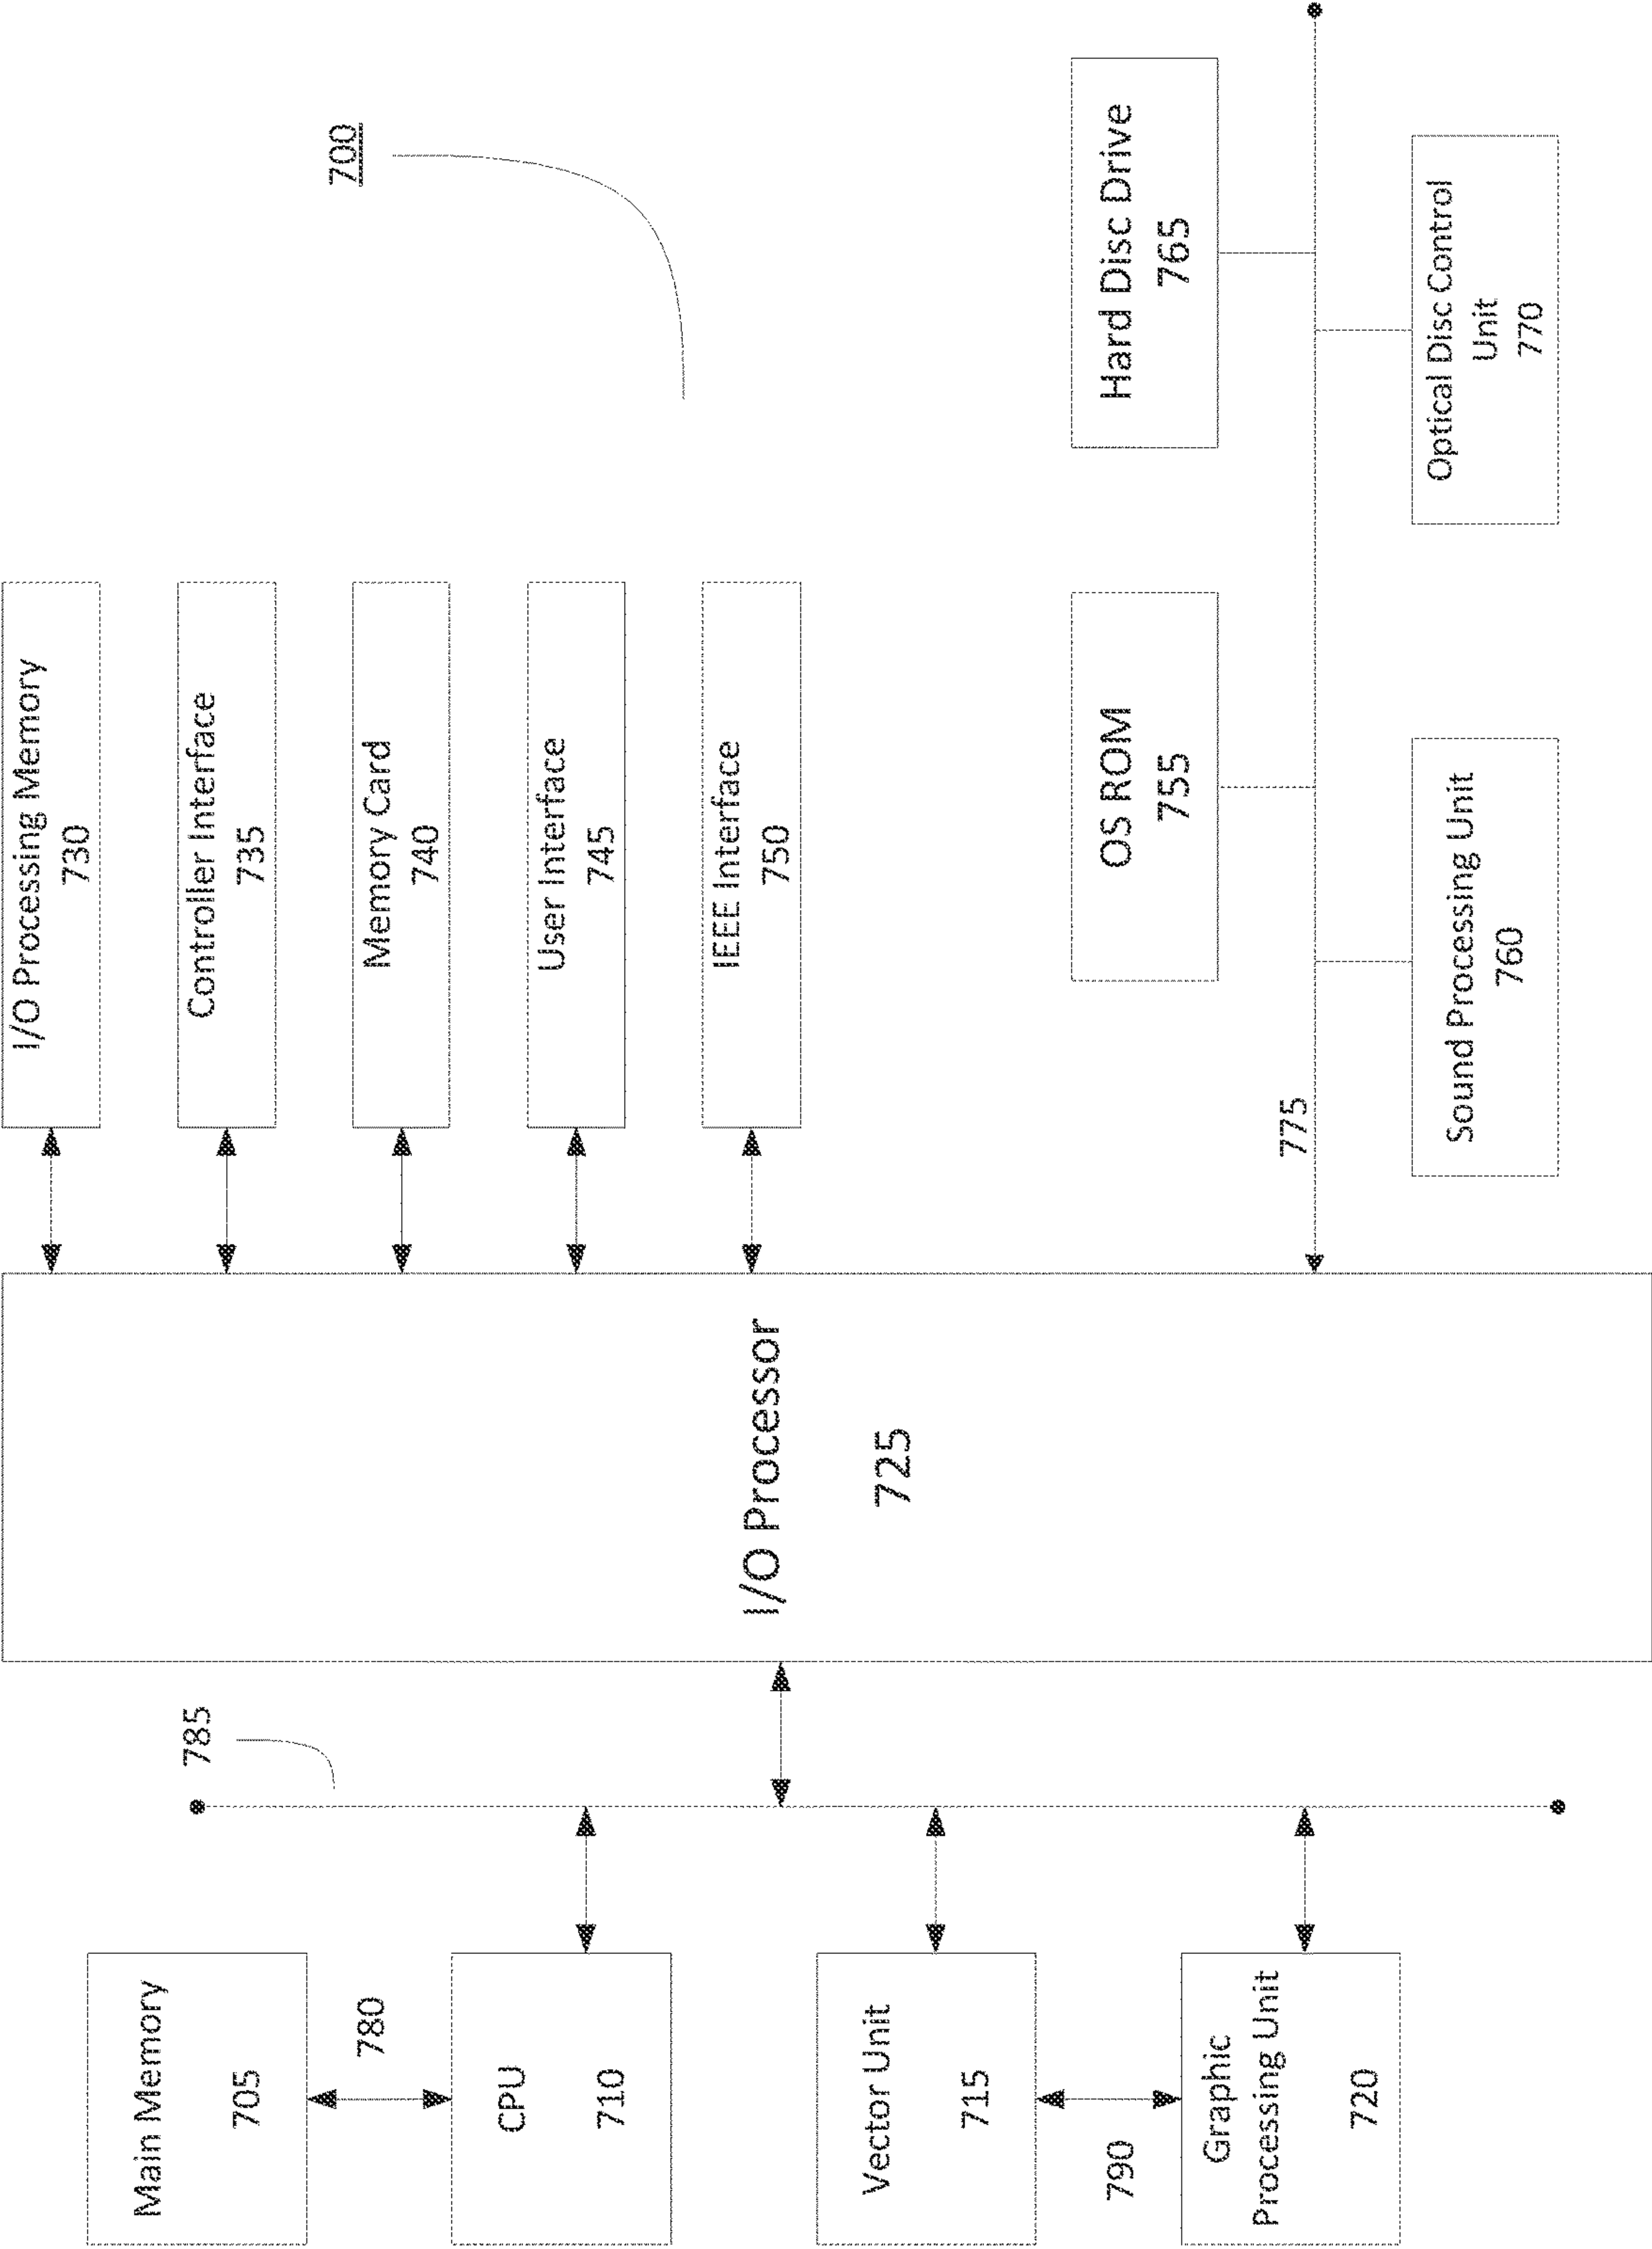 700
Main Memory
705
780
CPU
710
Vector Unit
715
790
Graphic
Processing Unit
720
785
I/O Processor
725
I/O Processing Memory
730
Controller Interface
735
Memory Card
740
User Interface
745
IEEE Interface
750
775
OS ROM
755
Hard Disc Drive
765
Sound Processing Unit
760
Optical Disc Control
Unit
770